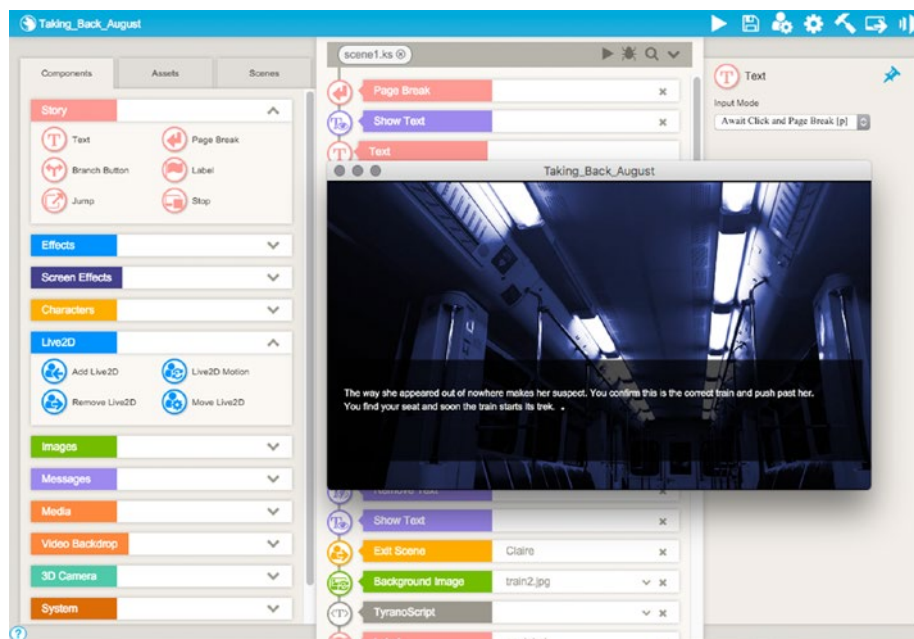 Taking_Back_August
Components
Assets
Scenes
Story
Text
Page Break
Branch Button
Label
Jump
Stop
Effects
Screen Effects
Characters
Live2D
Add Live2D
Live2D Motion
Remove Live2D
Move Live2D
Images
Messages
Media
Video Backdrop
3D Camera
System
scene1.ks
Page Break
Show Text
Text
Taking_Back_August
The way she appeared out of nowhere makes her suspect. You confirm this is the correct train and push past her.
You find your seat and soon the train starts its trek.
Remove Text
Show Text
Exit Scene Claire
Background Image train2.jpg
TyranoScript
Text
Input Mode
Await Click and Page Break [p]